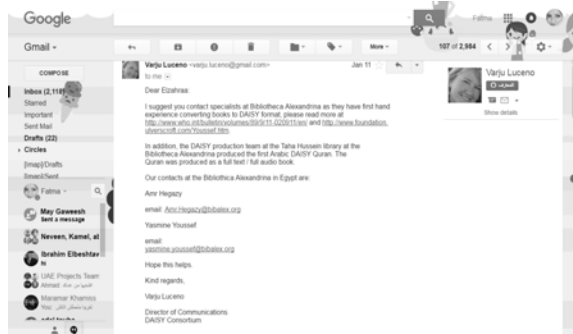 Google
Fatma
Gmail
More
107 of 2,984
COMPOSE
Inbox (2,118)
Starred
Important
Sent Mail
Drafts (22)
Circles
[Imap]/Drafts
[Imap]/Sent
Fatma
May Gaweesh
Sent a message
Neveen, Kamel, al
Ibrahim Elbeshtav
hi
UAE Projects Team
Ahmed
Maramar Khamiss
You:
Varju Luceno <varju.luceno@gmail.com>
Jan 11
to me
Dear Elzahraa:
I suggest you contact specialists at Bibliotheca Alexandrina as they have first hand
experience converting books to DAISY format, please read more at
http://www.who.int/bulletin/volumes/89/9/11-020911/en/ and http://www.foundation.
ulverscroft.com/Youssef.htm
In addition, the DAISY production team at the Taha Hussein library at the
Bibliotheca Alexandrina produced the first Arabic DAISY Quran. The
Quran was produced as a full text / full audio book.
Our contacts at the Bibliothica Alexandrina in Egypt are:
Amr Hegazy
email: Amr.Hegazy@bibalex.org
Yasmine Youssef
email:
yasmine.youssef@bibalex.org
Hope this helps.
Kind regards,
Varju Luceno
Director of Communications
DAISY Consortium
Varju Luceno
المعارف
Show details